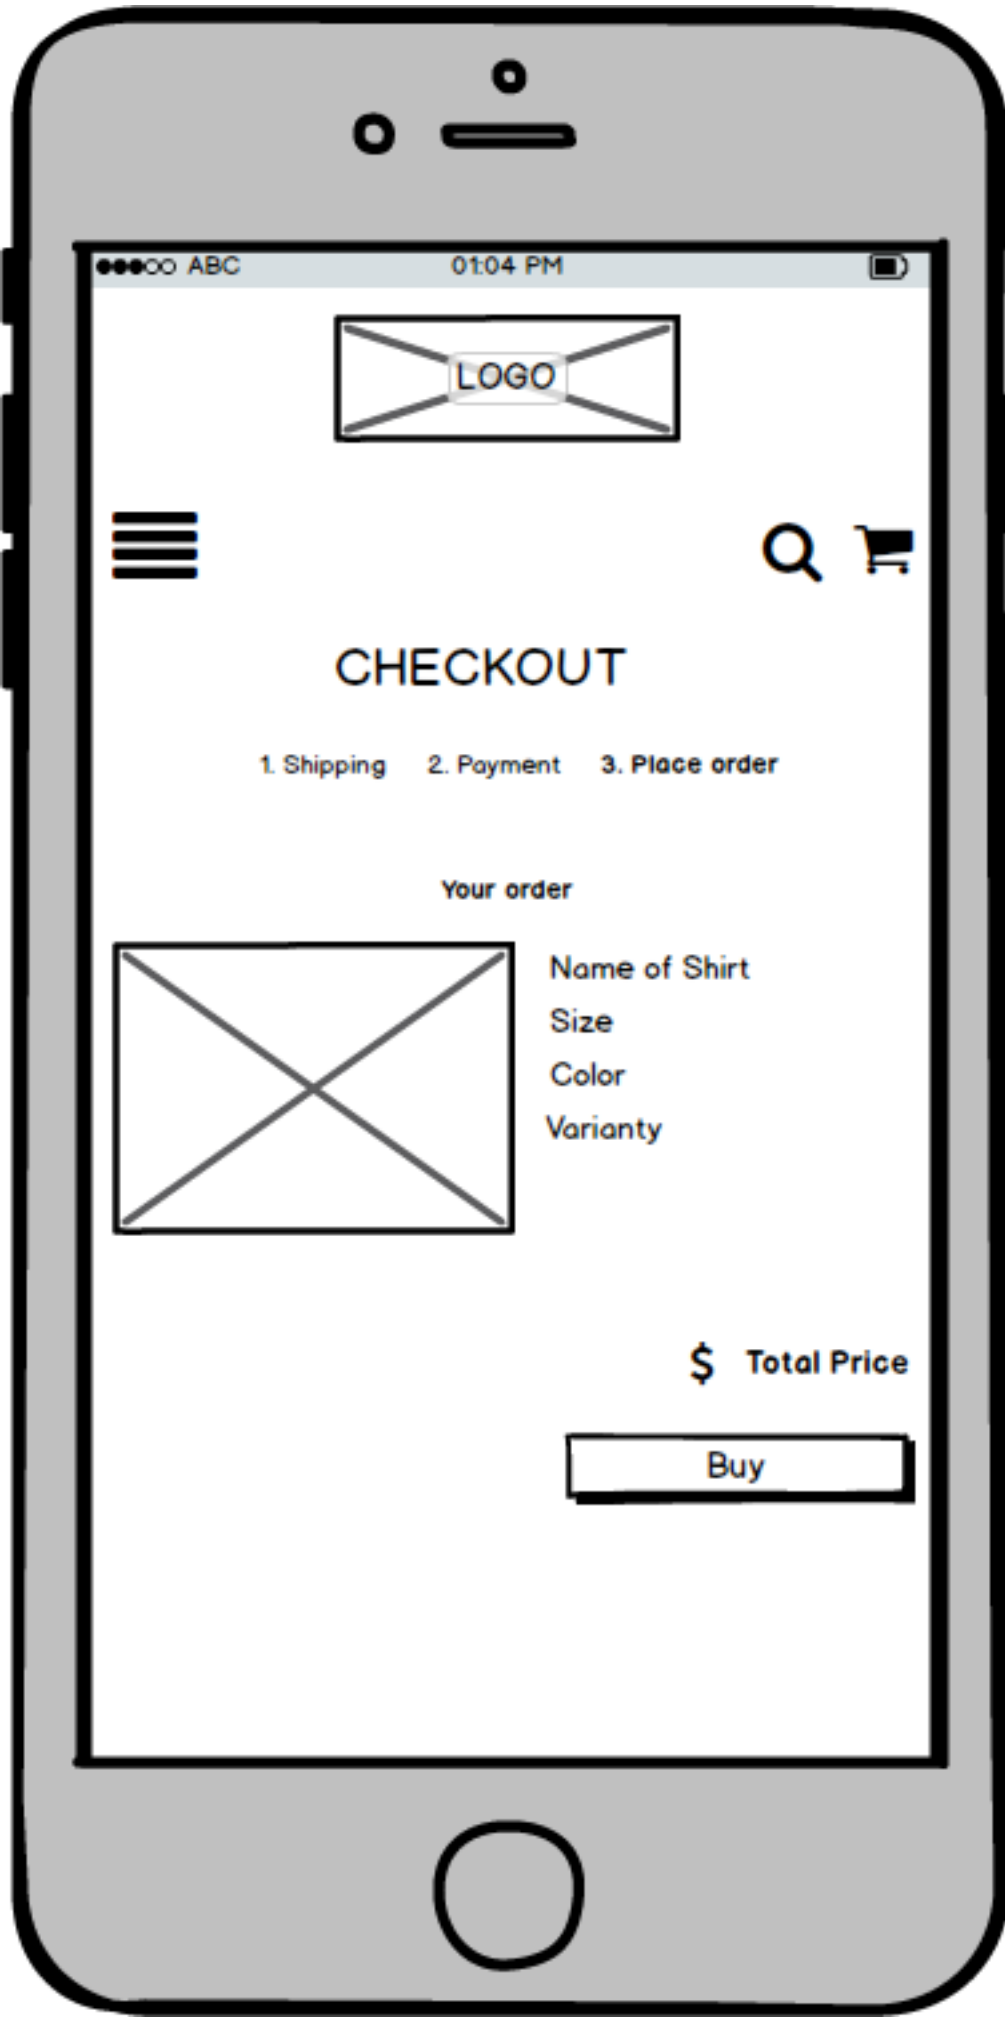 ABC 01:04 PM
LOGO
CHECKOUT
1. Shipping 2. Payment 3. Place order
Your order
Name of Shirt
Size
Color
Varianty
$ Total Price
Buy